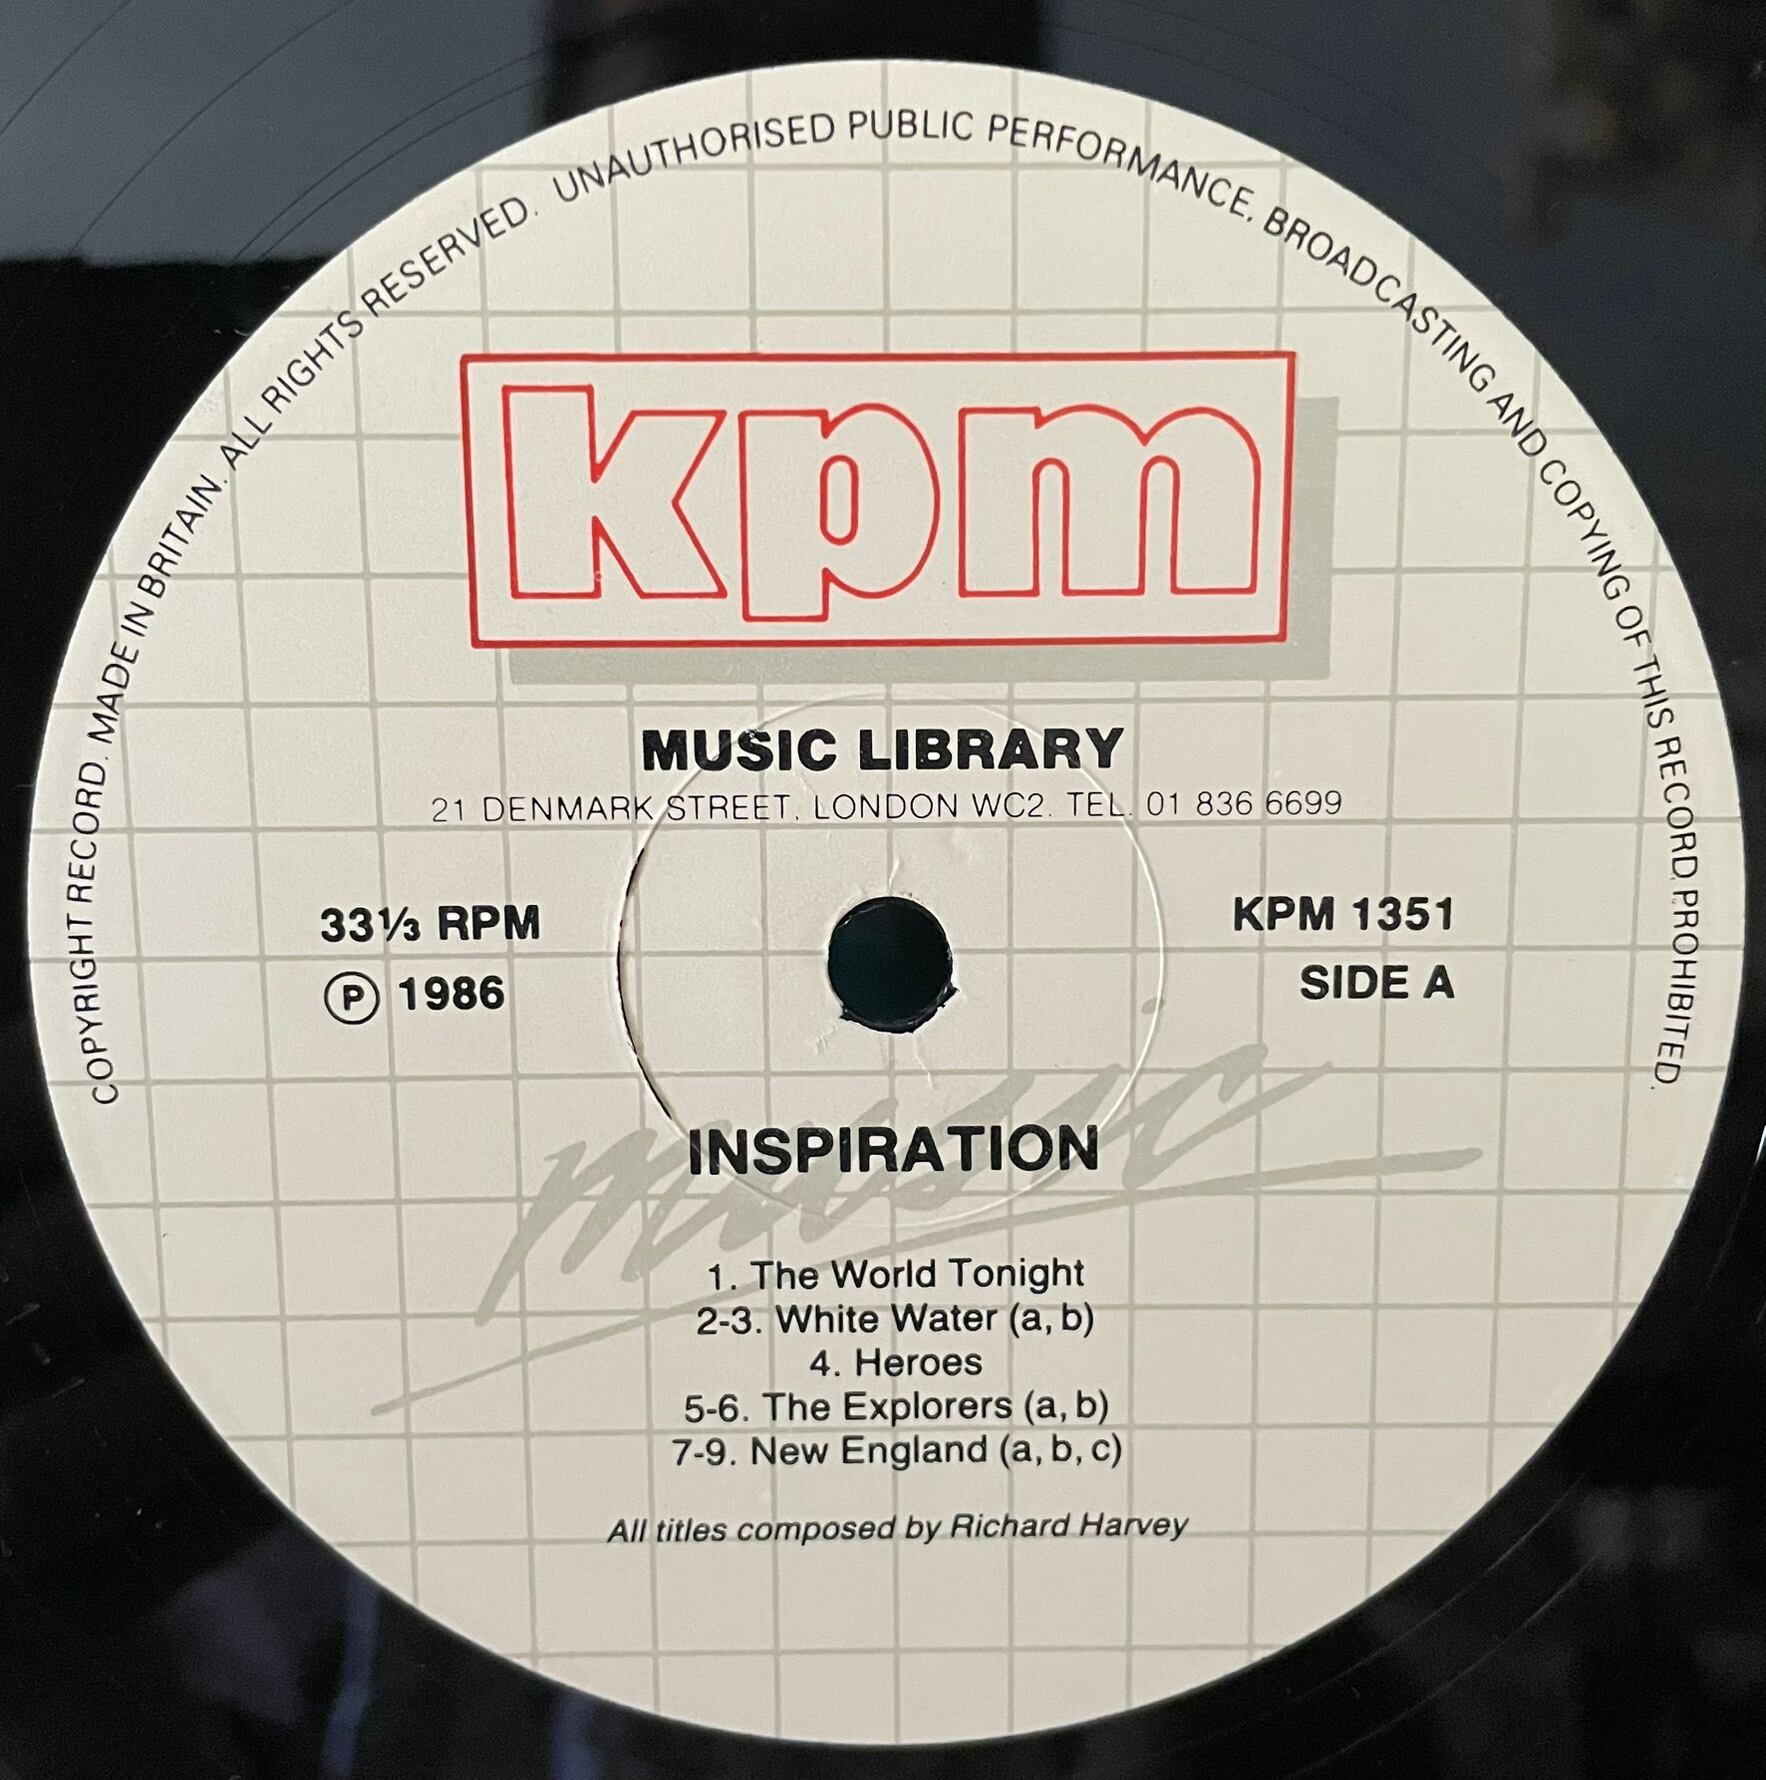 COPYRIGHT RECORD. MADE IN BRITAIN. ALL RIGHTS RESERVED. UNAUTHORISED PUBLIC PERFORMANCE, BROADCASTING AND COPYING OF THIS RECORD PROHIBITED.
kpm
MUSIC LIBRARY
21 DENMARK STREET. LONDON WC2. TEL. 01 836 6699
33⅓ RPM
KPM 1351
Ⓟ 1986
SIDE A
music
INSPIRATION
1. The World Tonight
2-3. White Water (a, b)
4. Heroes
5-6. The Explorers (a, b)
7-9. New England (a, b, c)
All titles composed by Richard Harvey